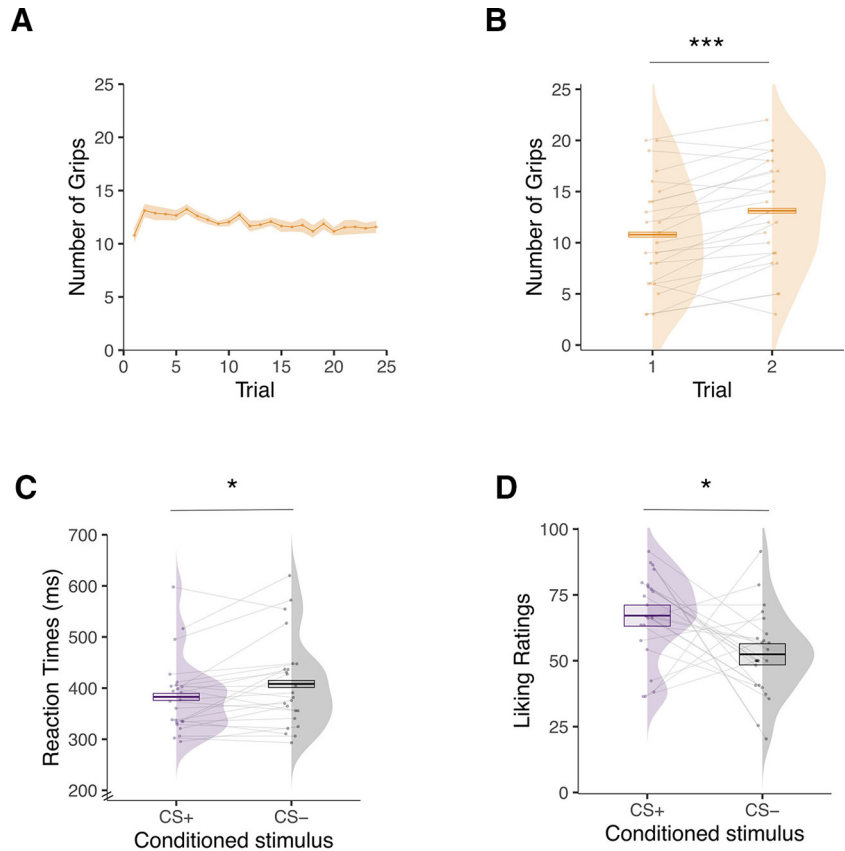 A
25
20
15
10
5
0
Number of Grips
0 5 10 15 20 25
Trial
B
***
25
20
15
10
5
0
Number of Grips
1 2
Trial
C
*
700
600
500
400
300
200
Reaction Times (ms)
CS+ CS−
Conditioned stimulus
D
*
100
75
50
25
0
Liking Ratings
CS+ CS−
Conditioned stimulus